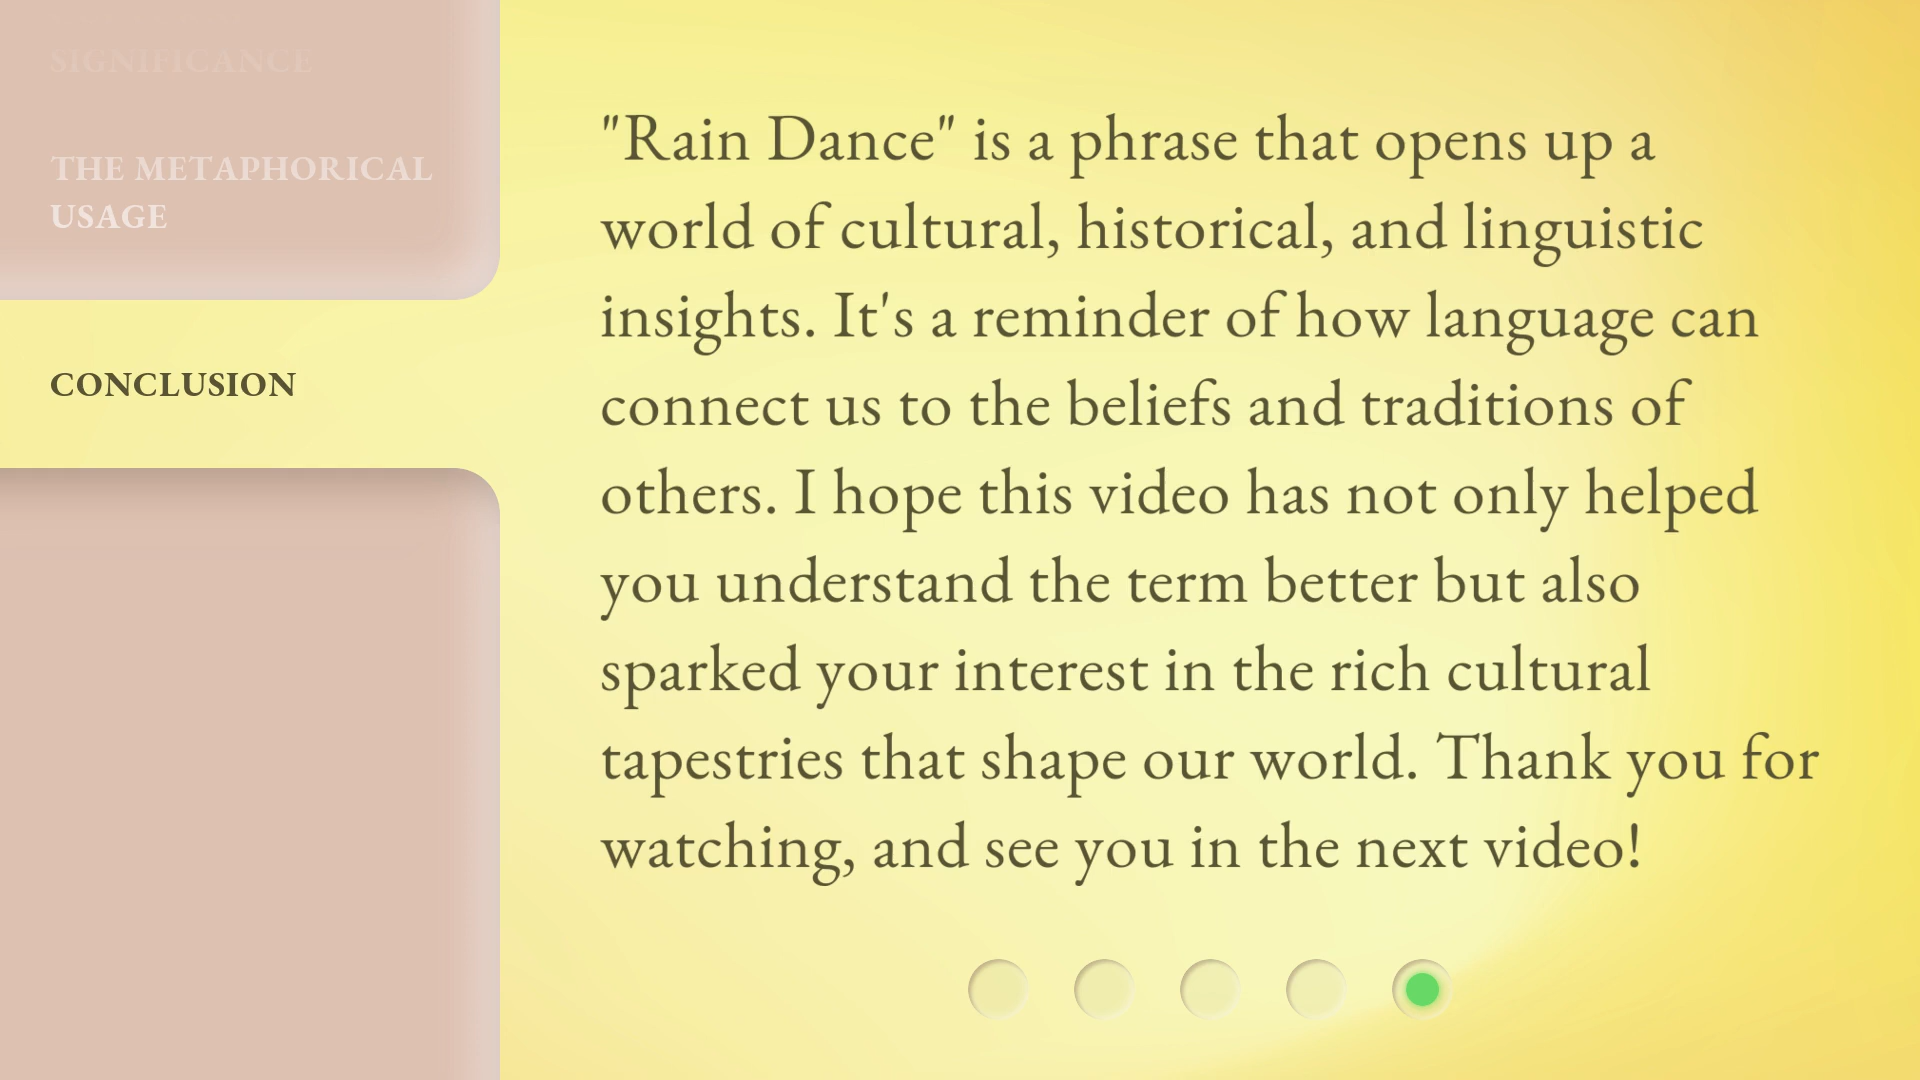 SIGNIFICANCE
THE METAPHORICAL
USAGE
CONCLUSION
"Rain Dance" is a phrase that opens up a
world of cultural, historical, and linguistic
insights. It's a reminder of how language can
connect us to the beliefs and traditions of
others. I hope this video has not only helped
you understand the term better but also
sparked your interest in the rich cultural
tapestries that shape our world. Thank you for
watching, and see you in the next video!